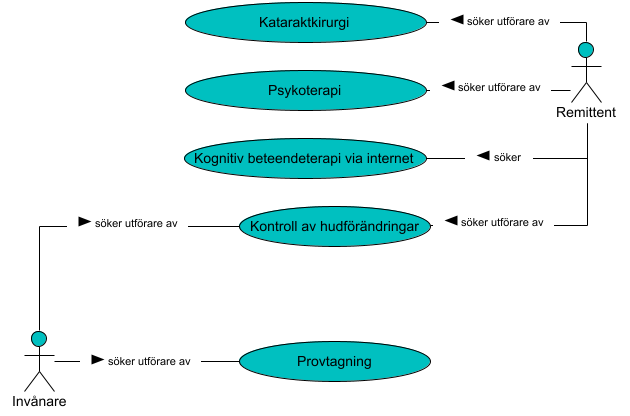 Kataraktkirurgi
söker utförare av
Psykoterapi
söker utförare av
Remittent
Kognitiv beteendeterapi via internet
söker
söker utförare av
Kontroll av hudförändringar
söker utförare av
söker utförare av
Provtagning
Invånare